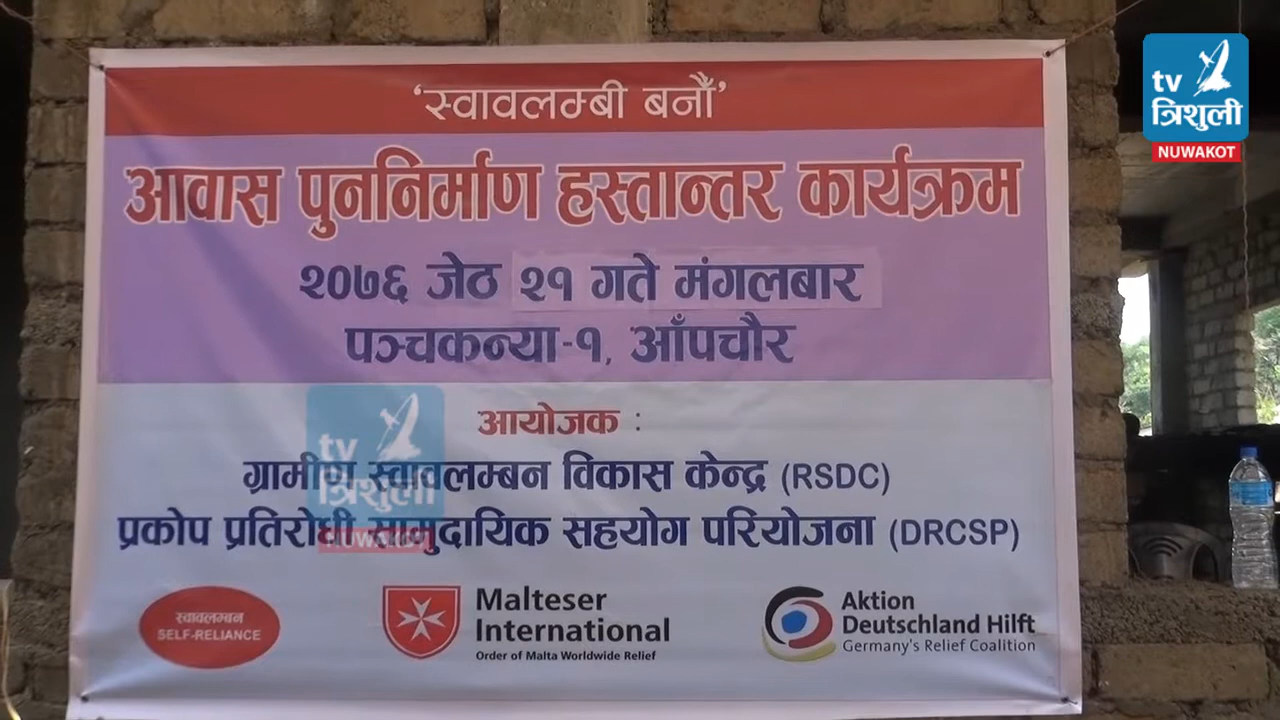 ‘स्वावलम्बी बनौं’
आवास पुननिर्माण हस्तान्तर कार्यक्रम
२०७६ जेठ २१ गते मंगलबार
पञ्चकन्या-१, आँपचौर
आयोजक :
ग्रामीण स्वावलम्बन विकास केन्द्र (RSDC)
प्रकोप प्रतिरोधी सामुदायिक सहयोग परियोजना (DRCSP)
स्वावलम्बन
SELF-RELIANCE
Malteser
International
Order of Malta Worldwide Relief
Aktion
Deutschland Hilft
Germany's Relief Coalition
tv
त्रिशुली
NUWAKOT
tv
त्रिशुली
NUWAKOT